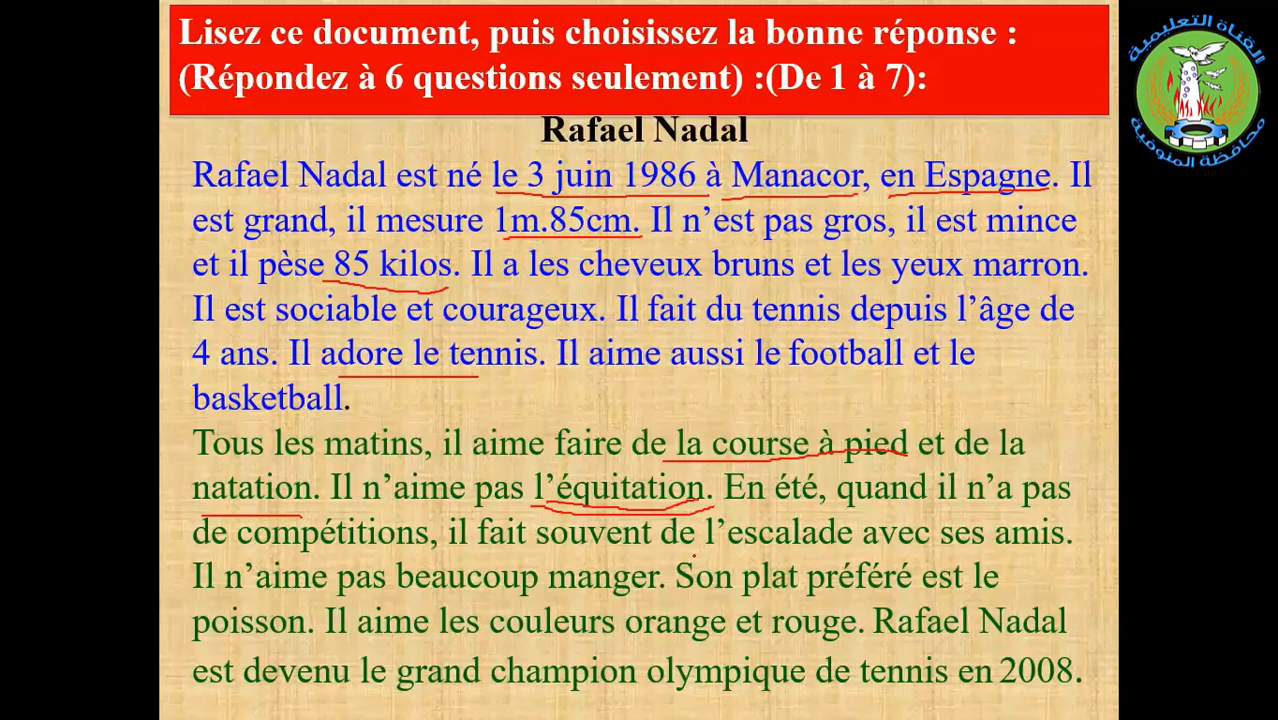 Lisez ce document, puis choisissez la bonne réponse :
(Répondez à 6 questions seulement) :(De 1 à 7):
القناة التعليمية
محافظة المنوفية
Rafael Nadal
Rafael Nadal est né le 3 juin 1986 à Manacor, en Espagne. Il
est grand, il mesure 1m.85cm. Il n’est pas gros, il est mince
et il pèse 85 kilos. Il a les cheveux bruns et les yeux marron.
Il est sociable et courageux. Il fait du tennis depuis l’âge de
4 ans. Il adore le tennis. Il aime aussi le football et le
basketball.
Tous les matins, il aime faire de la course à pied et de la
natation. Il n’aime pas l’équitation. En été, quand il n’a pas
de compétitions, il fait souvent de l’escalade avec ses amis.
Il n’aime pas beaucoup manger. Son plat préféré est le
poisson. Il aime les couleurs orange et rouge. Rafael Nadal
est devenu le grand champion olympique de tennis en 2008.